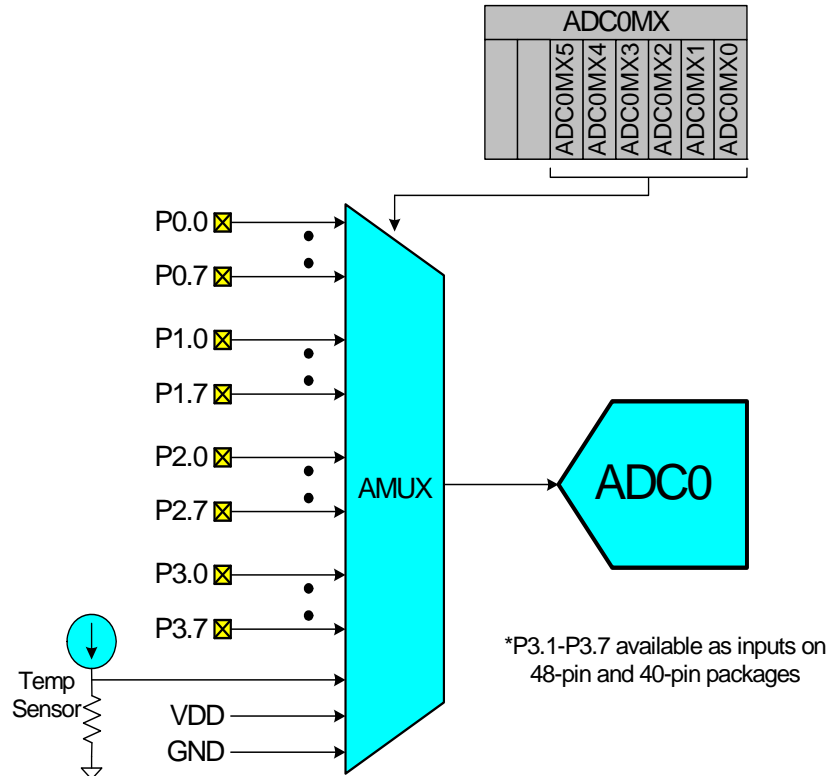 ADC0MX
ADC0MX5
ADC0MX4
ADC0MX3
ADC0MX2
ADC0MX1
ADC0MX0
P0.0
P0.7
P1.0
P1.7
P2.0
P2.7
P3.0
P3.7
AMUX
ADC0
*P3.1-P3.7 available as inputs on
48-pin and 40-pin packages
Temp
Sensor
VDD
GND